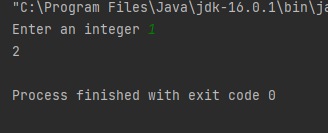 "C:\Program Files\Java\jdk-16.0.1\bin\ja
Enter an integer 1
2
Process finished with exit code 0